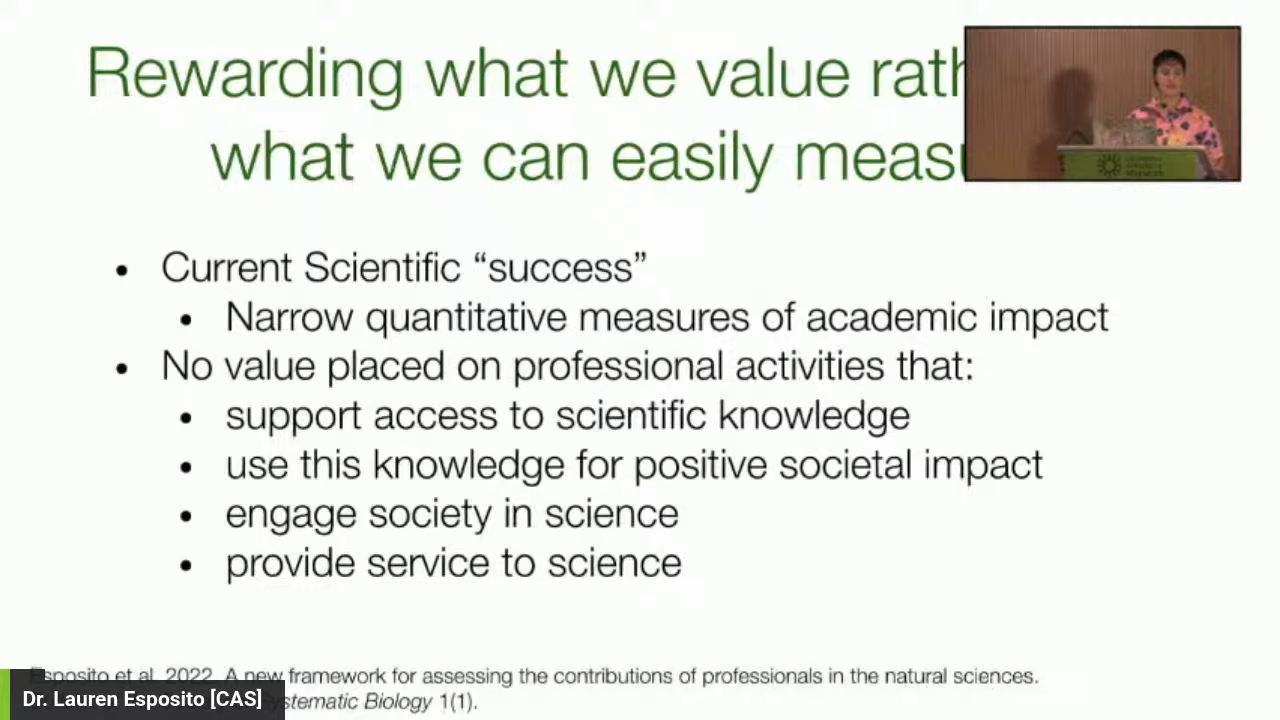 Rewarding what we value rath
what we can easily measu
• Current Scientific “success”
• Narrow quantitative measures of academic impact
• No value placed on professional activities that:
• support access to scientific knowledge
• use this knowledge for positive societal impact
• engage society in science
• provide service to science
Esposito et al. 2022. A new framework for assessing the contributions of professionals in the natural sciences.
Systematic Biology 1(1).
Dr. Lauren Esposito [CAS]